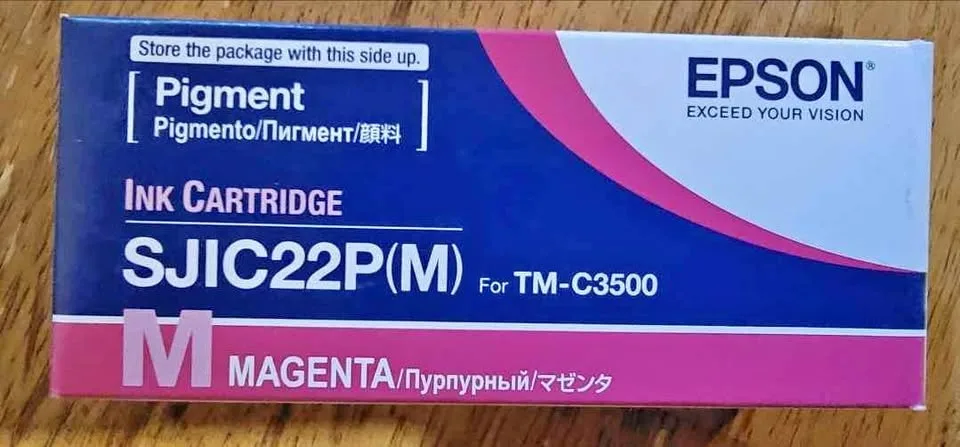 Store the package with this side up.
Pigment
Pigmento/Пигмент/顔料
INK CARTRIDGE
SJIC22P(M) For TM-C3500
M MAGENTA/Пурпурный/マゼンタ
EPSON®
EXCEED YOUR VISION